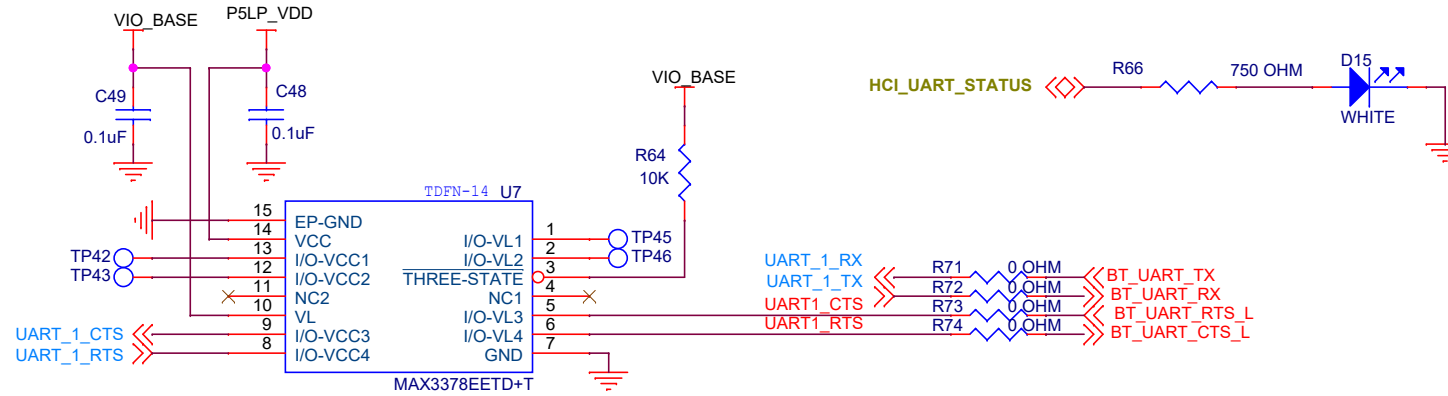 VIO_BASE
P5LP_VDD
C49
0.1uF
C48
0.1uF
VIO_BASE
R64
10K
HCI_UART_STATUS
R66
750 OHM
D15
WHITE
TDFN-14 U7
15 EP-GND
14 VCC
TP42 13 I/O-VCC1
TP43 12 I/O-VCC2
11 NC2
10 VL
UART_1_CTS 9 I/O-VCC3
UART_1_RTS 8 I/O-VCC4
I/O-VL1 1 TP45
I/O-VL2 2 TP46
THREE-STATE 3
NC1 4
I/O-VL3 5
I/O-VL4 6
GND 7
MAX3378EETD+T
UART_1_RX R71 0 OHM BT_UART_TX
UART_1_TX R72 0 OHM BT_UART_RX
UART1_CTS R73 0 OHM BT_UART_RTS_L
UART1_RTS R74 0 OHM BT_UART_CTS_L